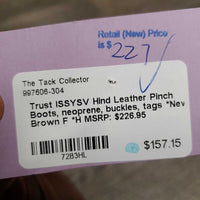 Retail (New) Price
is $227
The Tack Collector
997606-304
Trust ISSYSV Hind Leather Pinch
Boots, neoprene, buckles, tags *New
Brown F *H MSRP: $226.95
7283HL
$157.15